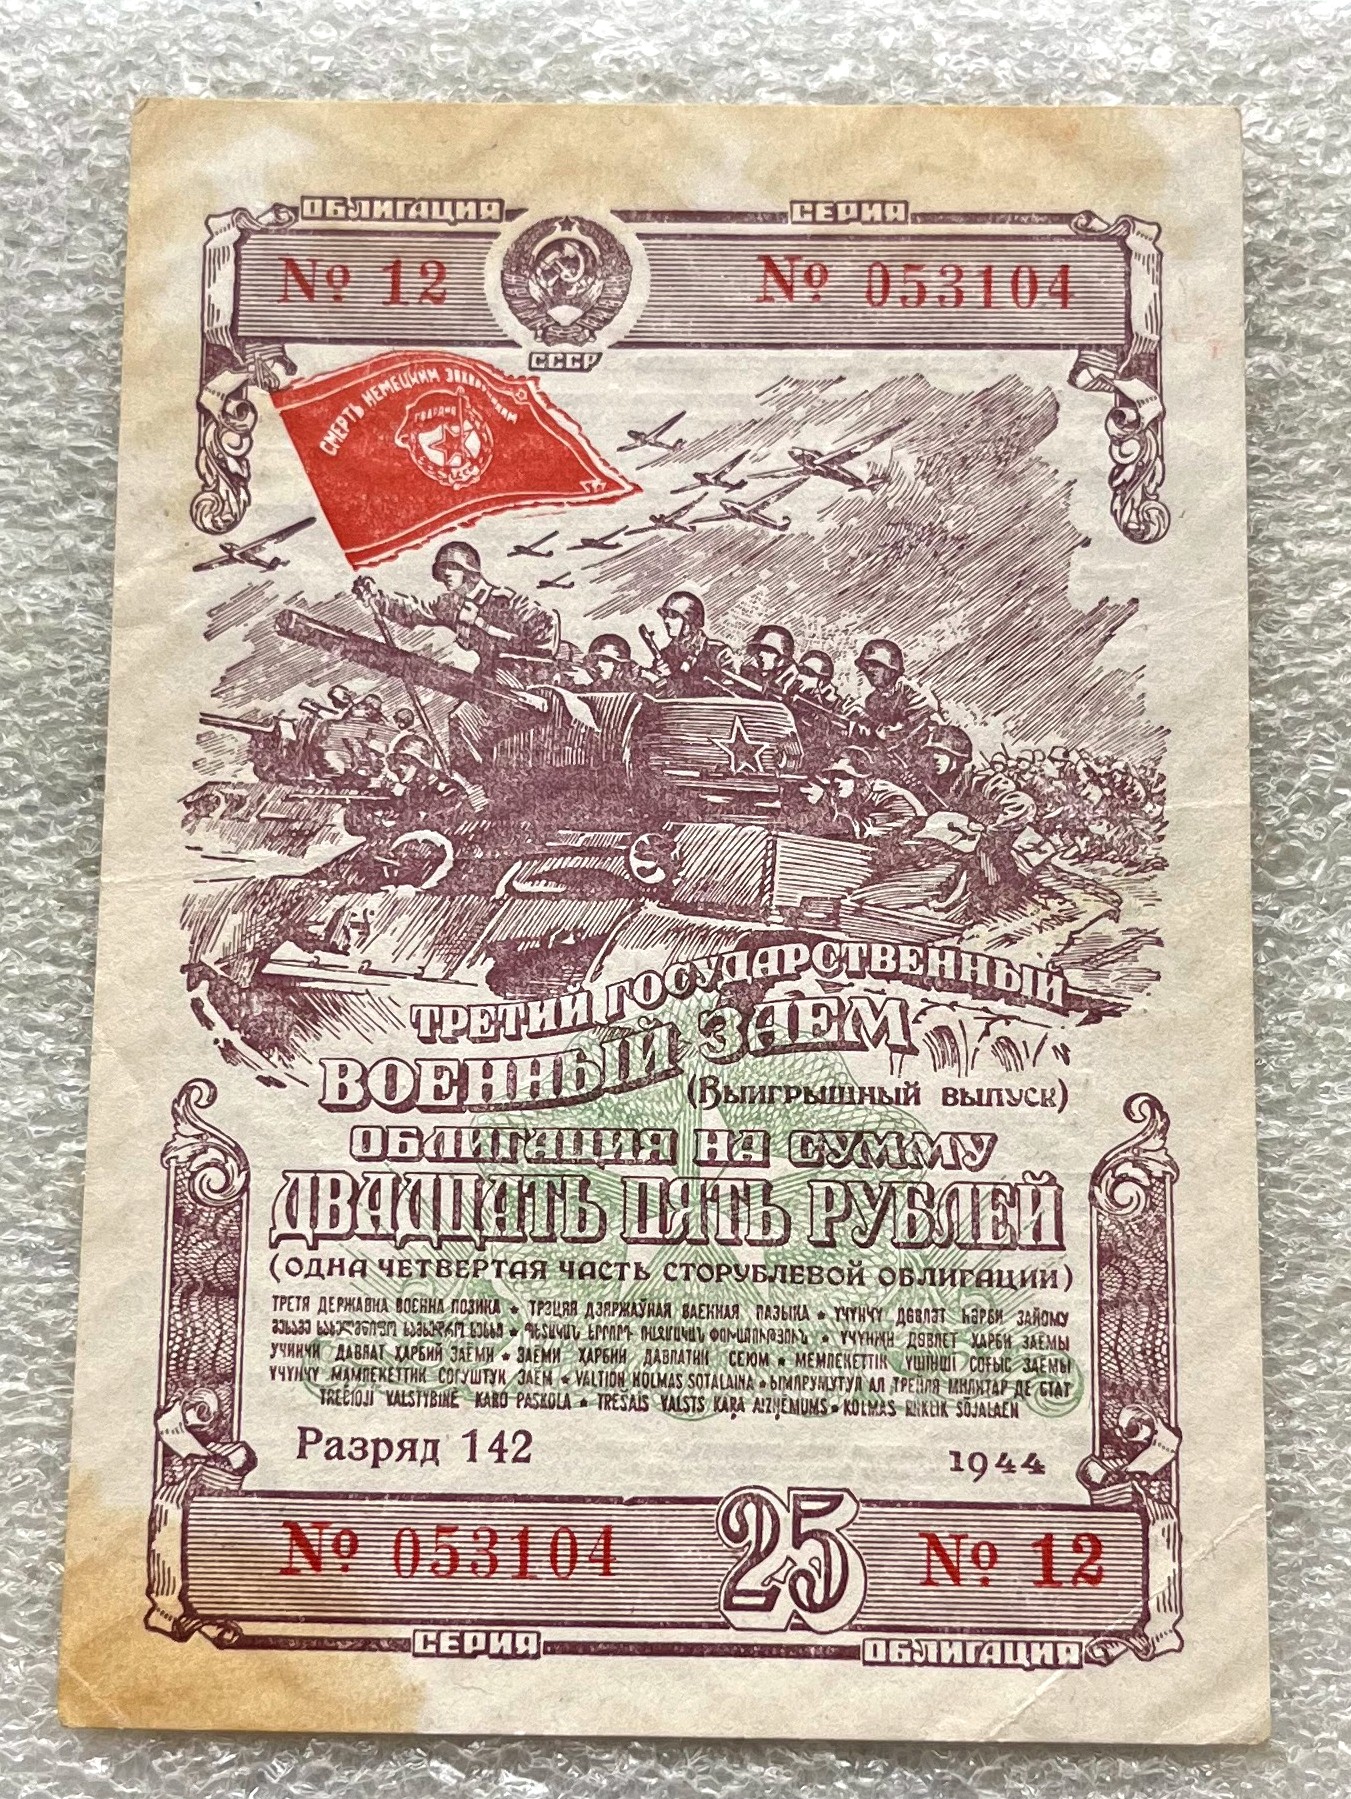 ОБЛИГАЦИЯ СЕРИЯ
№ 12 № 053104
СССР
СМЕРТЬ НЕМЕЦКИМ ЗАХВАТЧИКАМ
ГВАРДИЯ
СССР
ТРЕТИЙ ГОСУДАРСТВЕННЫЙ
ВОЕННЫЙ ЗАЕМ
(Выигрышный выпуск)
ОБЛИГАЦИЯ НА СУММУ
ДВАДЦАТЬ ПЯТЬ РУБЛЕЙ
(ОДНА ЧЕТВЕРТАЯ ЧАСТЬ СТОРУБЛЕВОЙ ОБЛИГАЦИИ)
ТРЕТЯ ДЕРЖАВНА ВОЄННА ПОЗИКА ★ ТРЭЦЯЯ ДЗЯРЖАЎНАЯ ВАЕННАЯ ПАЗЫКА ★ ҮЧҮНЧҮ ДӨВЛӘТ ҺӘРБИ ЗАЙОМУ
★ ★ ҮЧҮНҖИ ДӨВЛЕТ ХАРБИ ЗАЕМЫ
УЧИНЧИ ДАВЛАТ ҲАРБИЙ ЗАЁМИ ★ ЗАЕМИ ҲАРБИИ ДАВЛАТИИ СЕЮМ ★ МЕМЛЕКЕТТІК ҮШІНШІ СОҒЫС ЗАЕМЫ
ҮЧҮНЧҮ МАМЛЕКЕТТИК СОГУШТУК ЗАЕМ ★ VALTION KOLMAS SOTALAINA ★ ЫМПРУМУТУЛ АЛ ТРЕЙЛЯ МИЛИТАР ДЕ СТАТ
TREČIOJI VALSTYBINĖ KARO PASKOLA ★ TREŠAIS VALSTS KAŖA AIZŅĒMUMS ★ KOLMAS RIIKLIK SÕJALAEN
Разряд 142 1944
№ 053104 25 № 12
СЕРИЯ ОБЛИГАЦИЯ